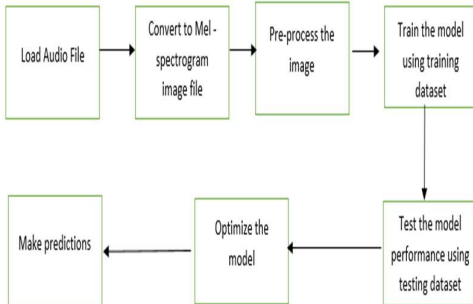 Load Audio File
Convert to Mel -
spectrogram
image file
Pre-process the
image
Train the model
using training
dataset
Test the model
performance using
testing dataset
Optimize the
model
Make predictions